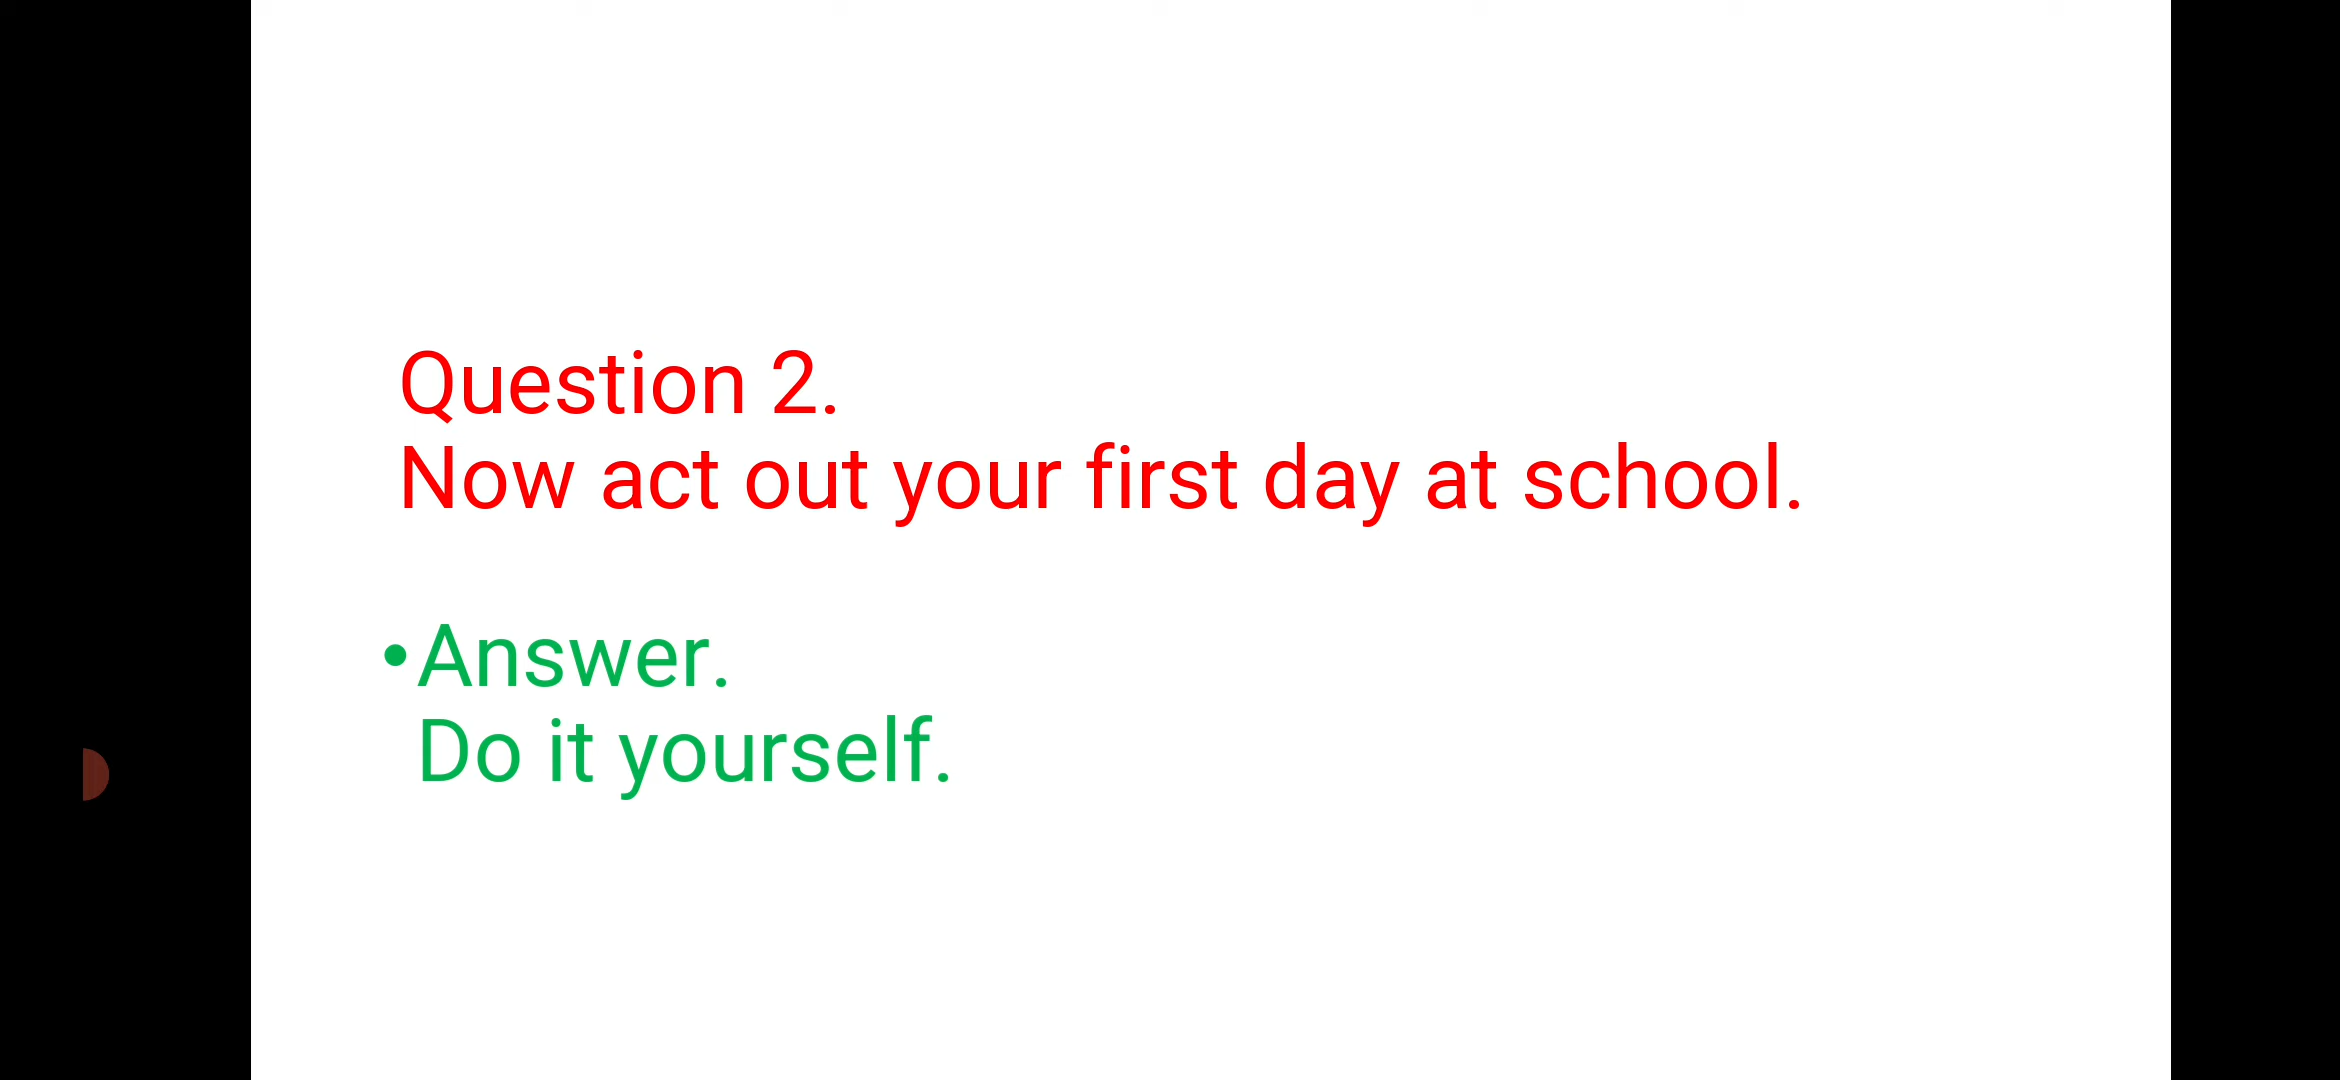 Question 2.
Now act out your first day at school.
•Answer.
Do it yourself.